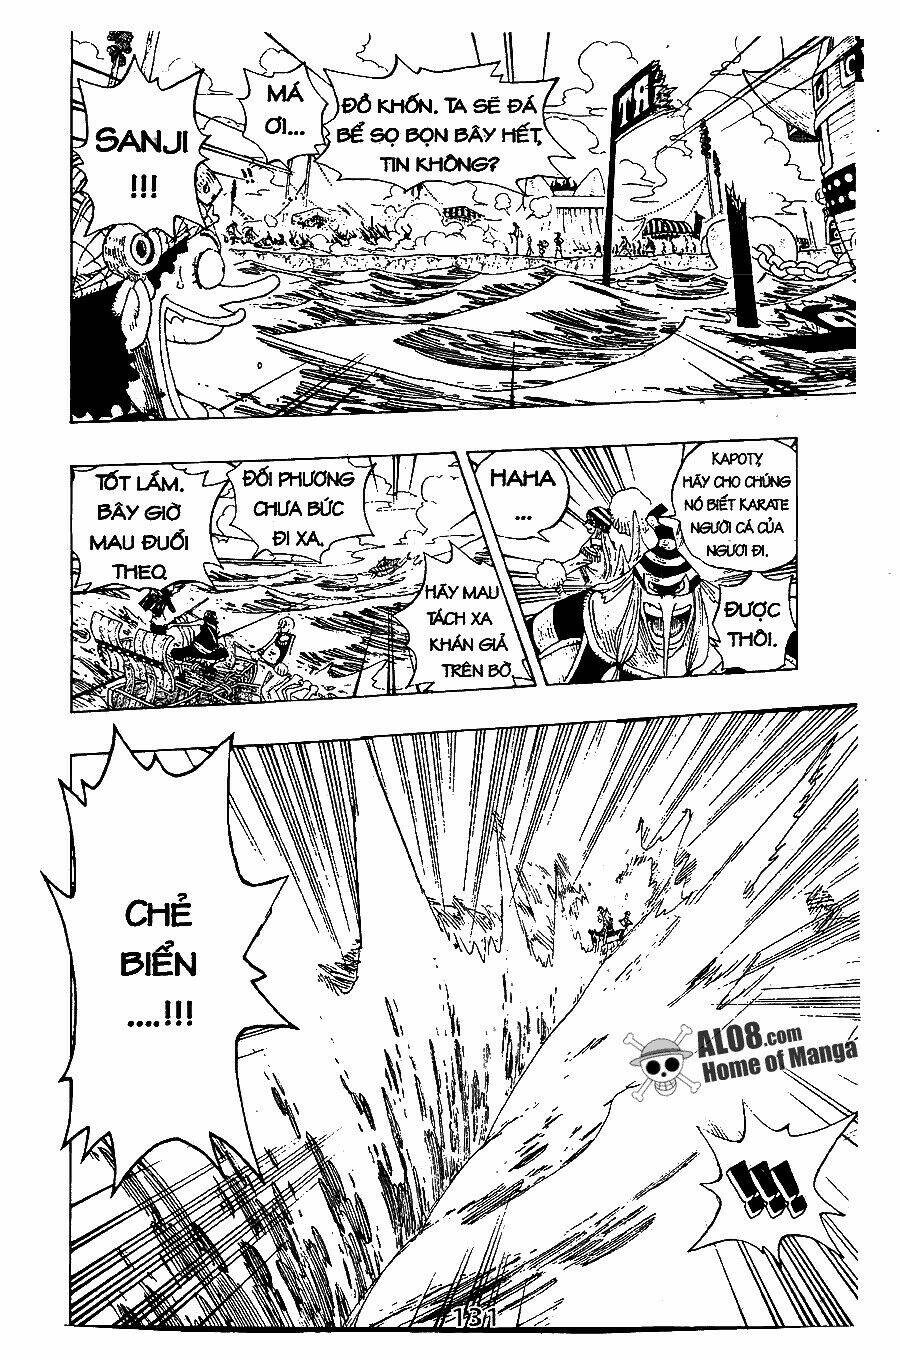 SANJI
!!!
MÁ
ƠI...
ĐỒ KHỐN. TA SẼ ĐÁ
BỂ SỌ BỌN BÂY HẾT,
TIN KHÔNG?
TR
TỐT LẮM.
BÂY GIỜ
MAU ĐUỔI
THEO.
ĐỐI PHƯƠNG
CHƯA BỨC
ĐI XA.
HÃY MAU
TÁCH XA
KHÁN GIẢ
TRÊN BỜ.
HAHA
...
KAPOTY,
HÃY CHO CHÚNG
NÓ BIẾT KARATE
NGƯỜI CÁ CỦA
NGƯƠI ĐI.
ĐƯỢC
THÔI.
CHẺ
BIỂN
....!!!
AL08.com
Home of Manga
!!!!
131